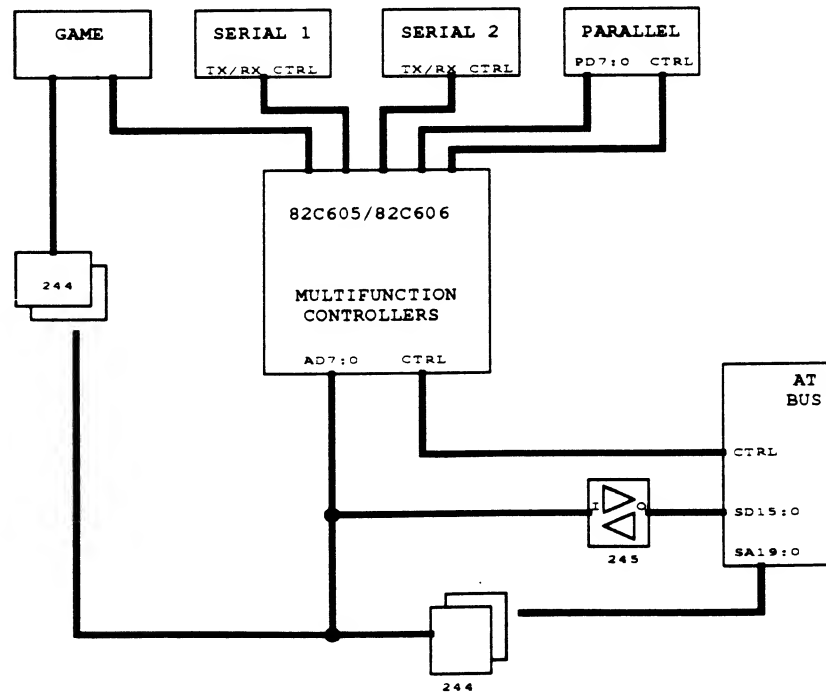 GAME
SERIAL 1
TX/RX CTRL
SERIAL 2
TX/RX CTRL
PARALLEL
PD7:0 CTRL
82C605/82C606
MULTIFUNCTION
CONTROLLERS
AD7:0 CTRL
244
AT
BUS
CTRL
SD15:0
SA19:0
I O
245
244